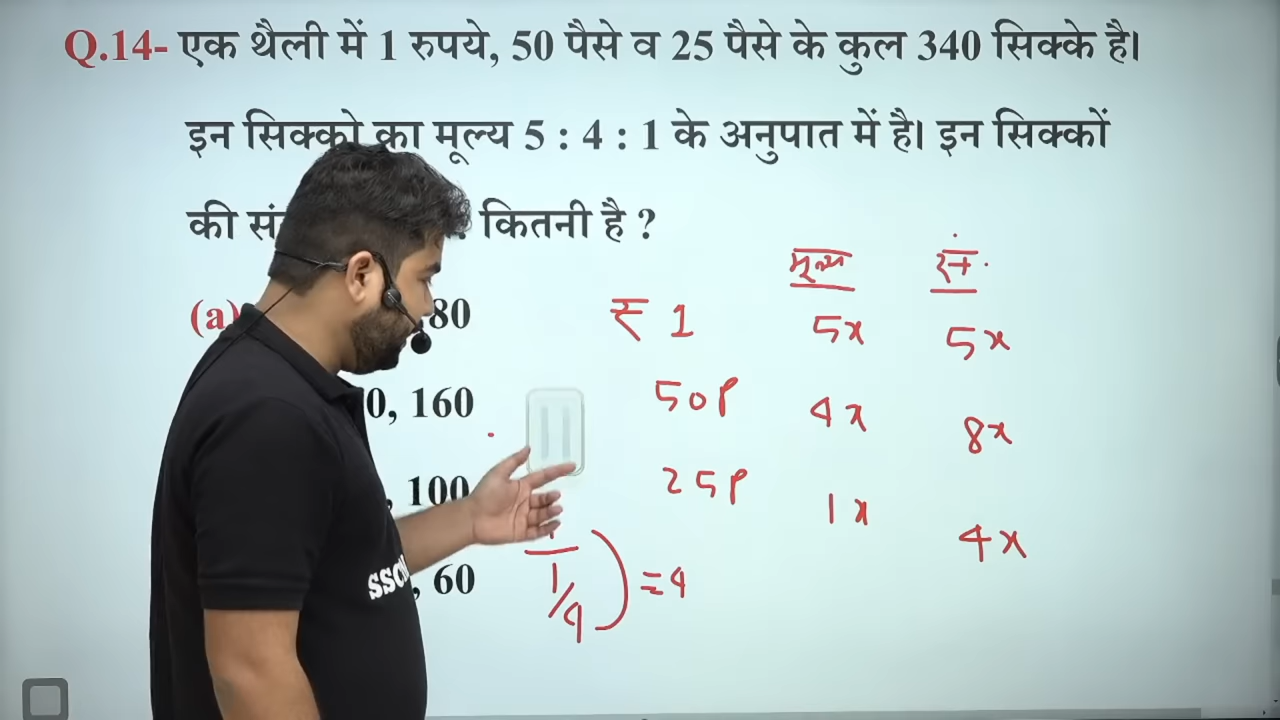 Q.14- एक थैली में 1 रुपये, 50 पैसे व 25 पैसे के कुल 340 सिक्के है।
इन सिक्को का मूल्य 5 : 4 : 1 के अनुपात में है। इन सिक्कों
की कितनी है ?
मूल्य
(a) 80
₹ 1 5x 5x
0, 160
50P 4x 8x
, 100
25P 1x 4x
, 60
1/4 ) = 4
SSC